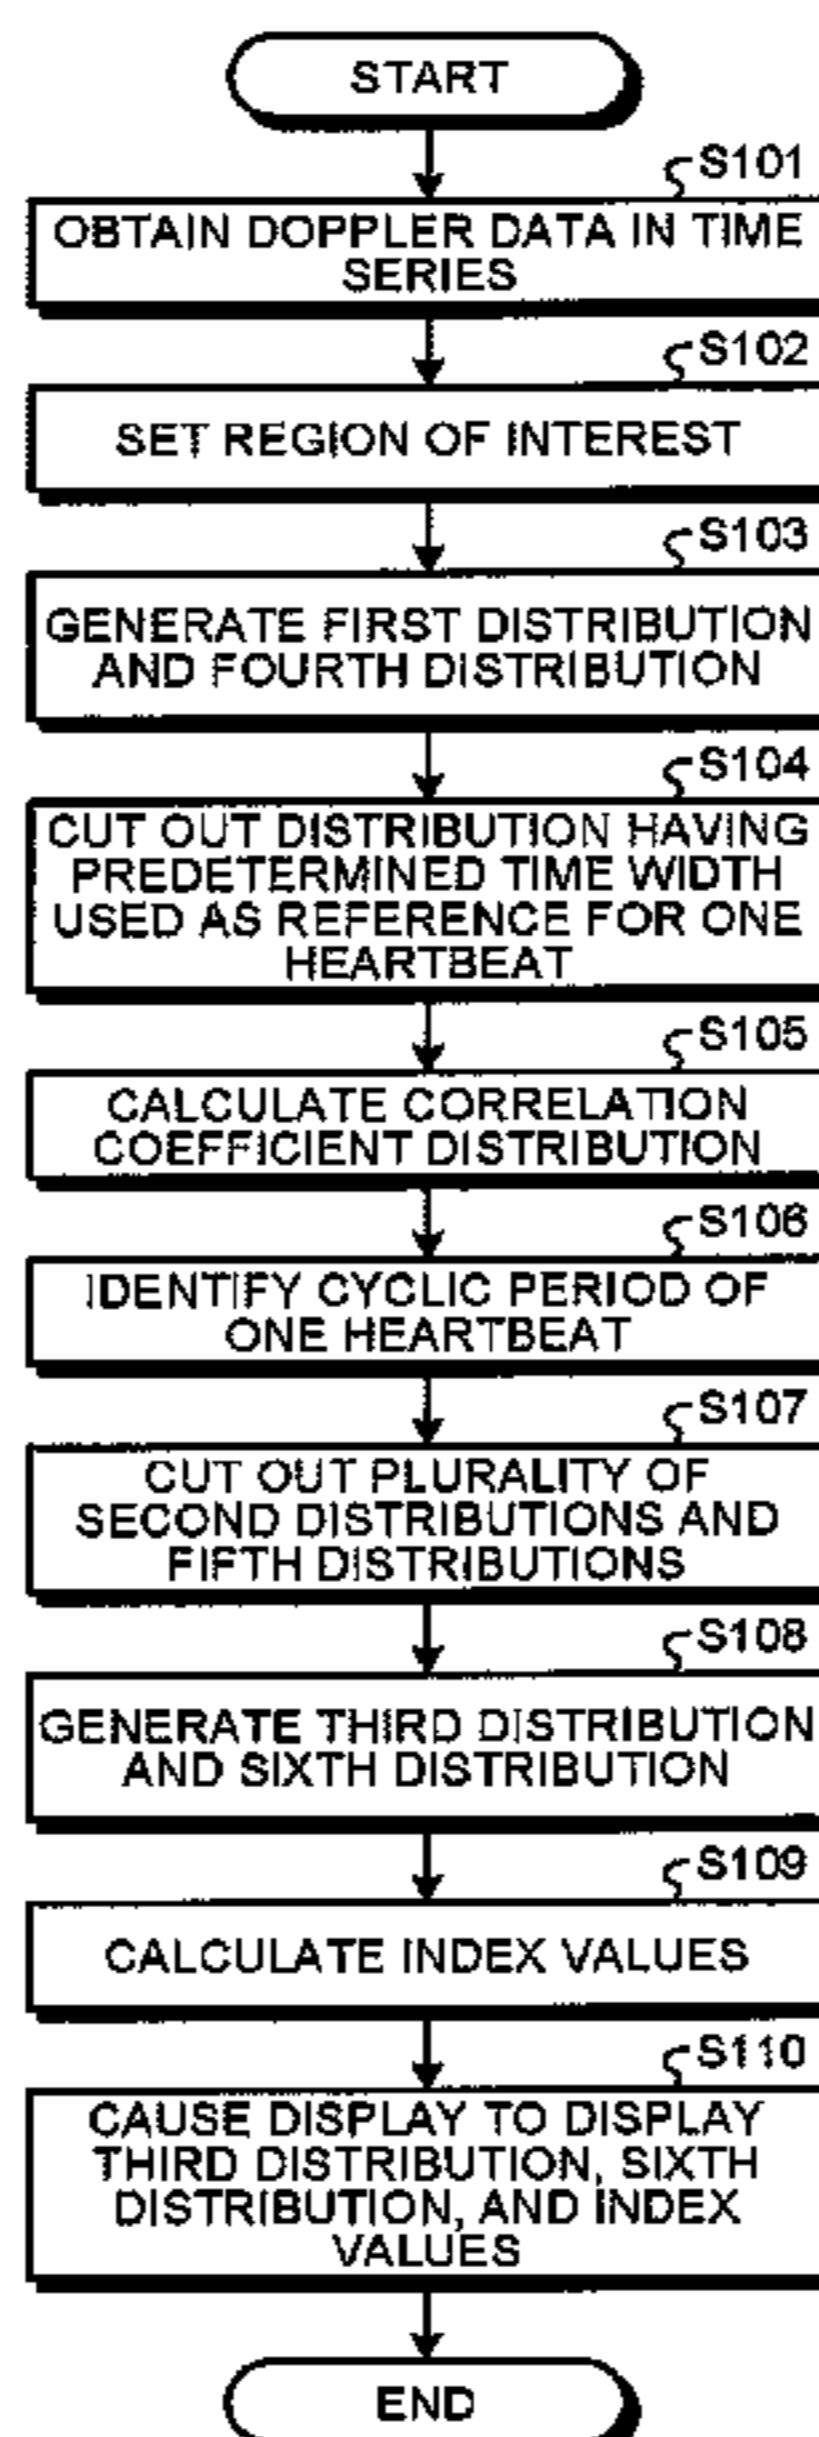 START
S101
OBTAIN DOPPLER DATA IN TIME
SERIES
S102
SET REGION OF INTEREST
S103
GENERATE FIRST DISTRIBUTION
AND FOURTH DISTRIBUTION
S104
CUT OUT DISTRIBUTION HAVING
PREDETERMINED TIME WIDTH
USED AS REFERENCE FOR ONE
HEARTBEAT
S105
CALCULATE CORRELATION
COEFFICIENT DISTRIBUTION
S106
IDENTIFY CYCLIC PERIOD OF
ONE HEARTBEAT
S107
CUT OUT PLURALITY OF
SECOND DISTRIBUTIONS AND
FIFTH DISTRIBUTIONS
S108
GENERATE THIRD DISTRIBUTION
AND SIXTH DISTRIBUTION
S109
CALCULATE INDEX VALUES
S110
CAUSE DISPLAY TO DISPLAY
THIRD DISTRIBUTION, SIXTH
DISTRIBUTION, AND INDEX
VALUES
END